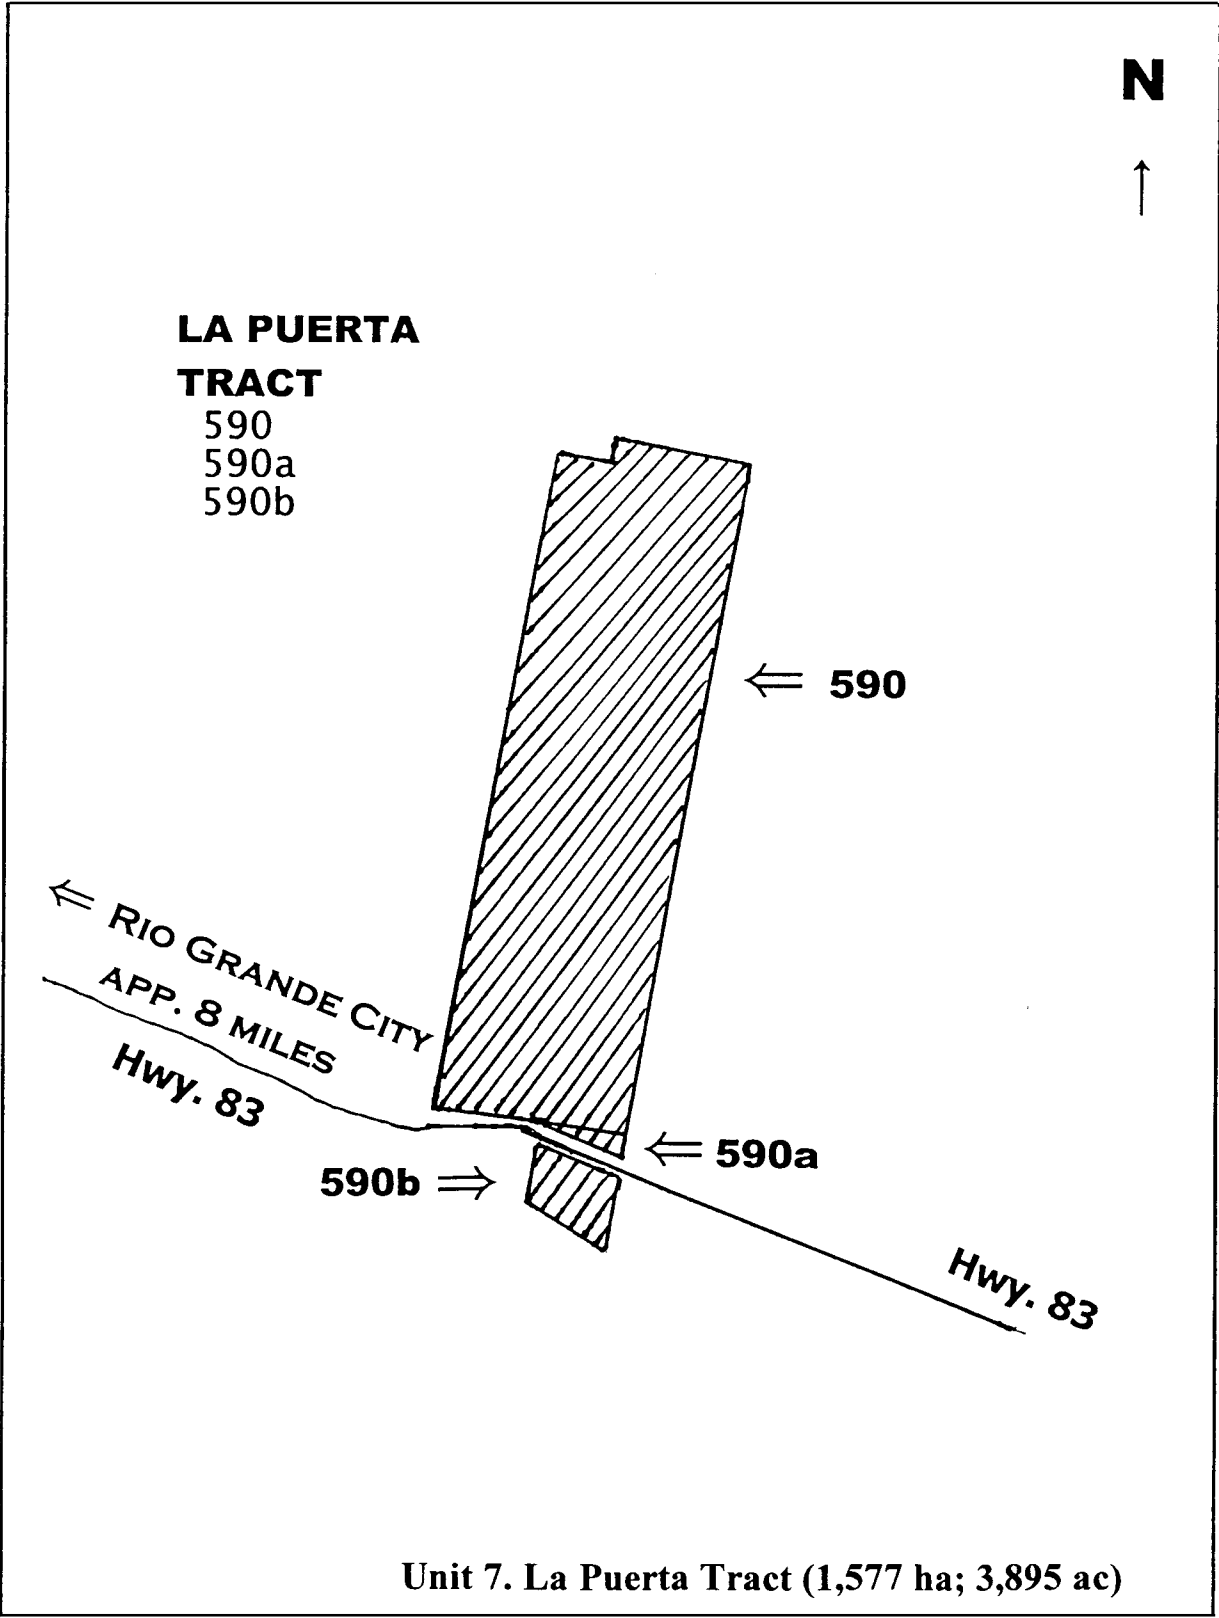 N
↑
LA PUERTA
TRACT
590
590a
590b
⇐ 590
⇐ RIO GRANDE CITY
APP. 8 MILES
Hwy. 83
⇐ 590a
590b ⇒
Hwy. 83
Unit 7. La Puerta Tract (1,577 ha; 3,895 ac)